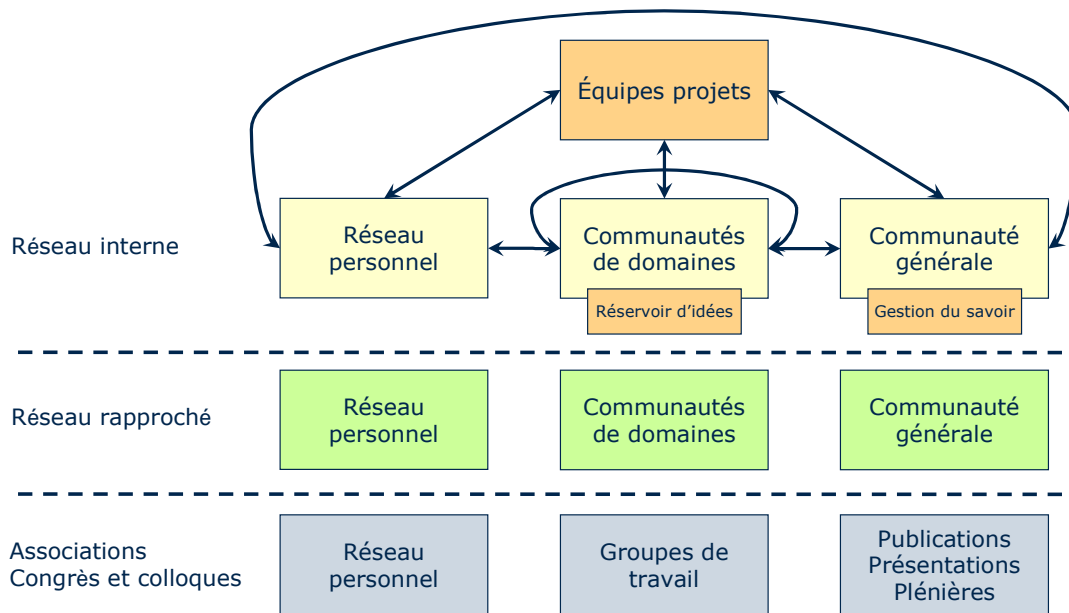 Équipes projets
Réseau interne
Réseau
personnel
Communautés
de domaines
Communauté
générale
Réservoir d'idées
Gestion du savoir
Réseau rapproché
Réseau
personnel
Communautés
de domaines
Communauté
générale
Associations
Congrès et colloques
Réseau
personnel
Groupes de
travail
Publications
Présentations
Plénières